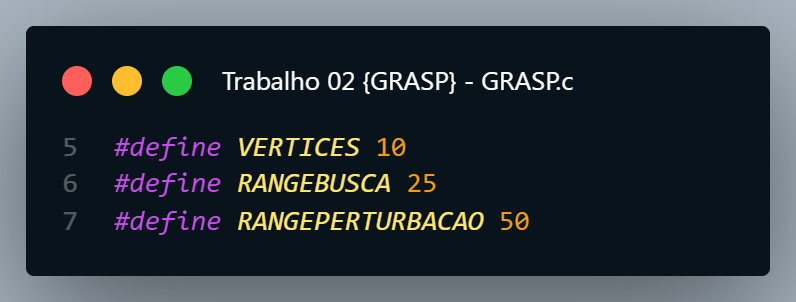 Trabalho 02 {GRASP} - GRASP.c
5 #define VERTICES 10
6 #define RANGEBUSCA 25
7 #define RANGEPERTURBACAO 50